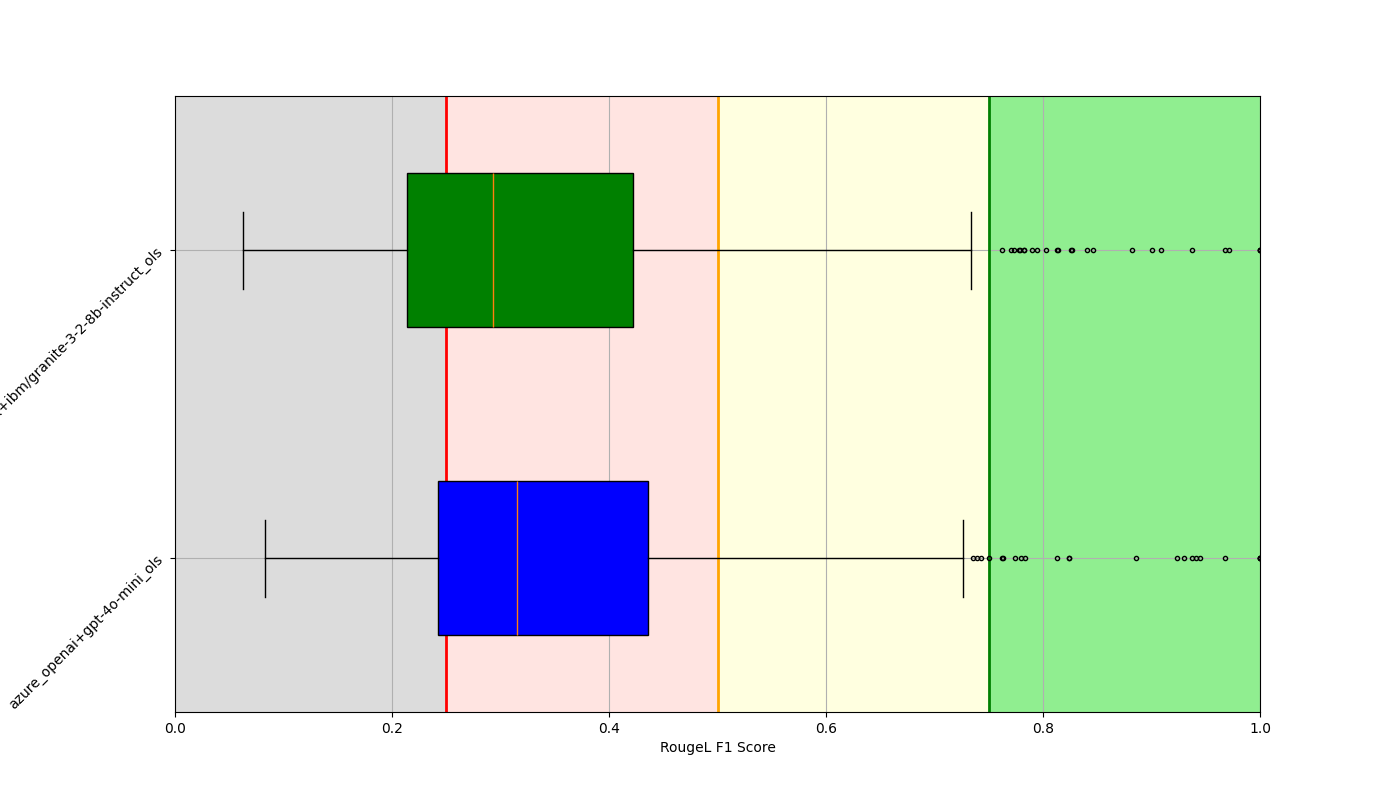 +ibm/granite-3-2-8b-instruct_ols
azure_openai+gpt-4o-mini_ols
0.0 0.2 0.4 0.6 0.8 1.0
RougeL F1 Score